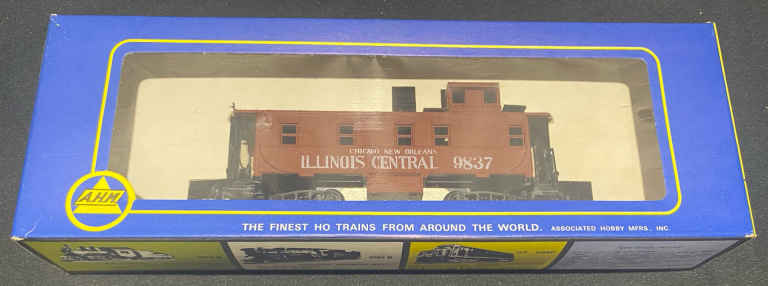 CHICAGO NEW ORLEANS
ILLINOIS CENTRAL 9837
AHM
THE FINEST HO TRAINS FROM AROUND THE WORLD. ASSOCIATED HOBBY MFRS., INC.